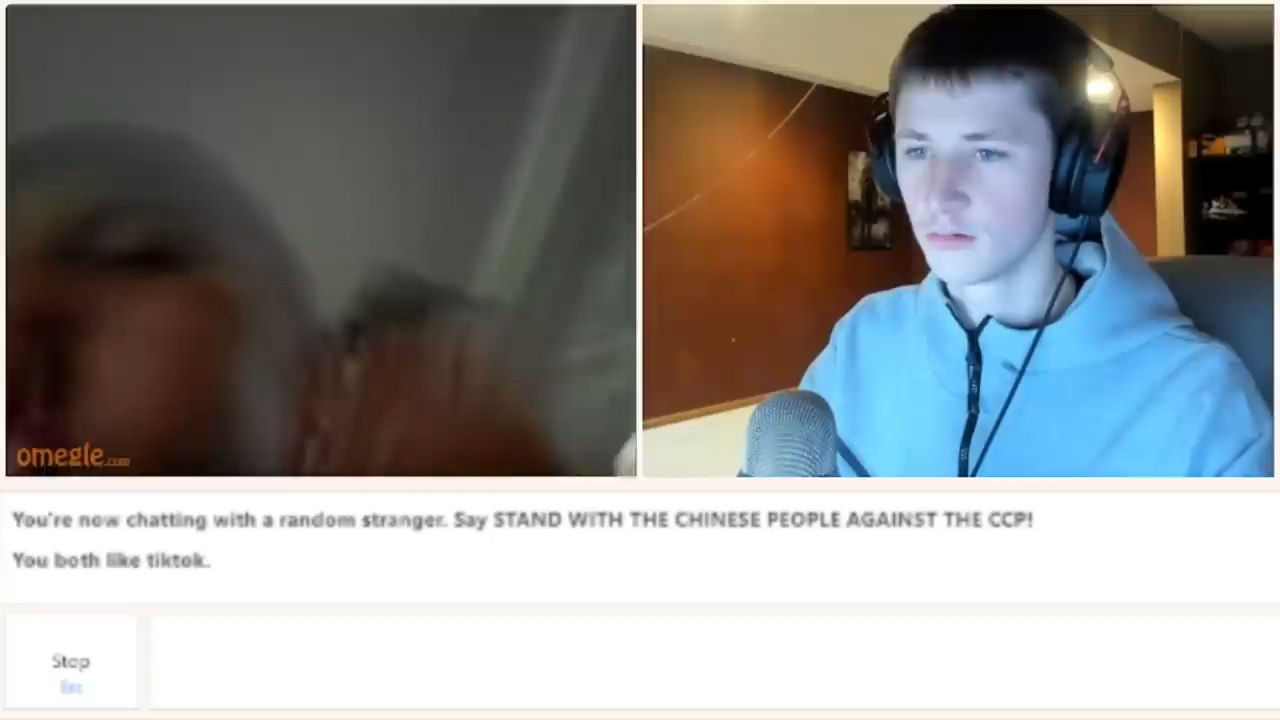 omegle.com
You're now chatting with a random stranger. Say STAND WITH THE CHINESE PEOPLE AGAINST THE CCP!
You both like tiktok.
Stop